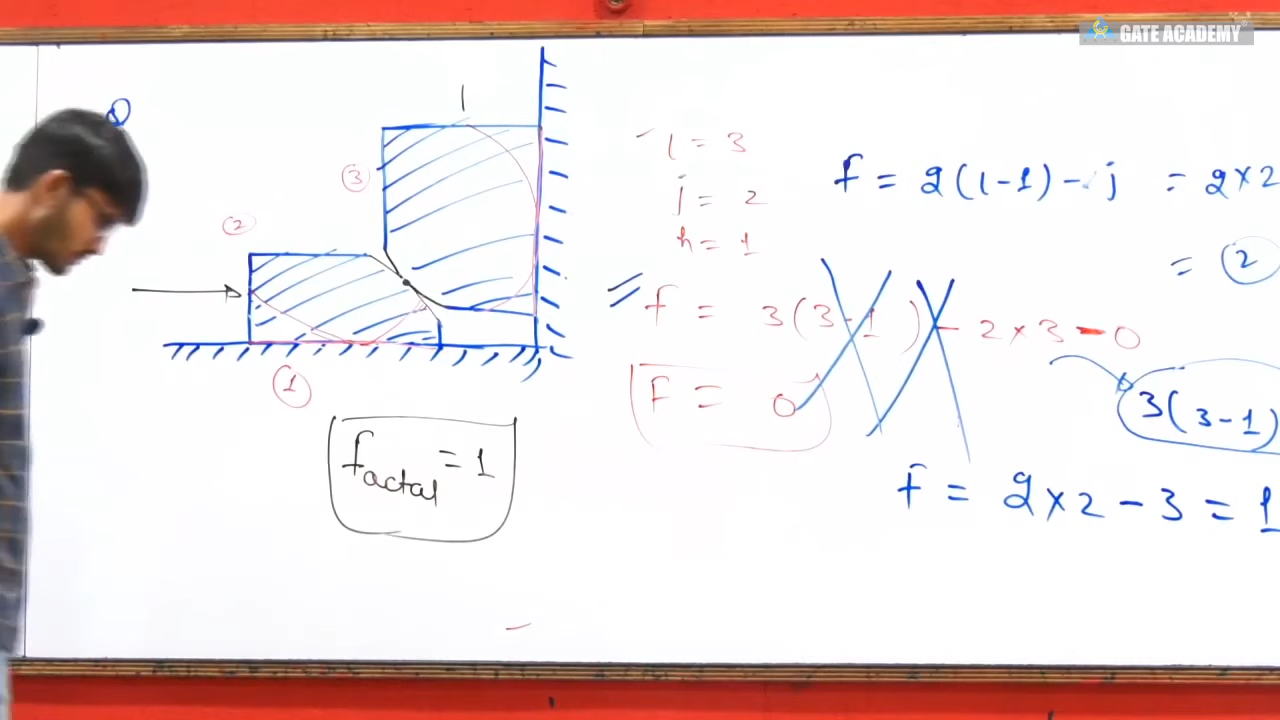 GATE ACADEMY
Q
1
3
2
1
l = 3
j = 2
h = 1
f = 2(l-1) - j = 2×2
= 2
f = 3(3-1) - 2×3-0
F = 0
3(3-1)
f = 2×2-3=1
factal = 1